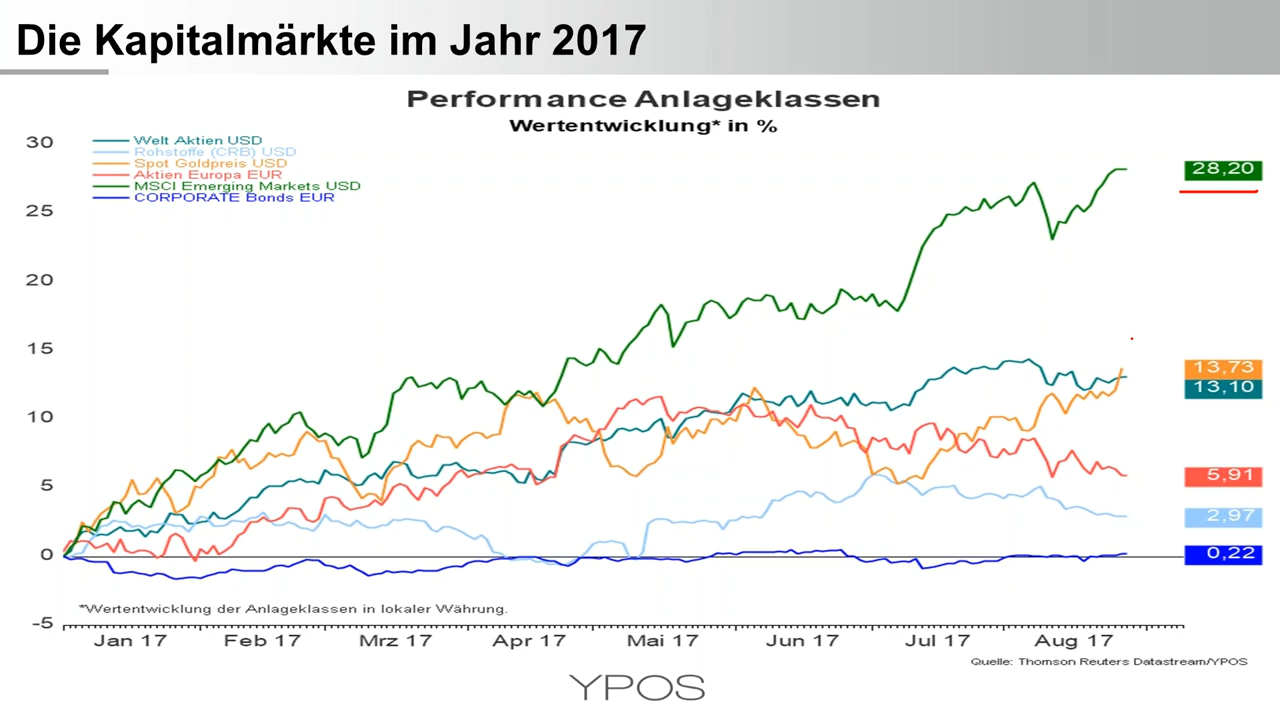 Die Kapitalmärkte im Jahr 2017
Performance Anlageklassen
Wertentwicklung* in %
Welt Aktien USD
Rohstoffe (CRB) USD
Spot Goldpreis USD
Aktien Europa EUR
MSCI Emerging Markets USD
CORPORATE Bonds EUR
30
25
20
15
10
5
0
-5
28,20
13,73
13,10
5,91
2,97
0,22
*Wertentwicklung der Anlageklassen in lokaler Währung.
Jan 17 Feb 17 Mrz 17 Apr 17 Mai 17 Jun 17 Jul 17 Aug 17
Quelle: Thomson Reuters Datastream/YPOS
YPOS